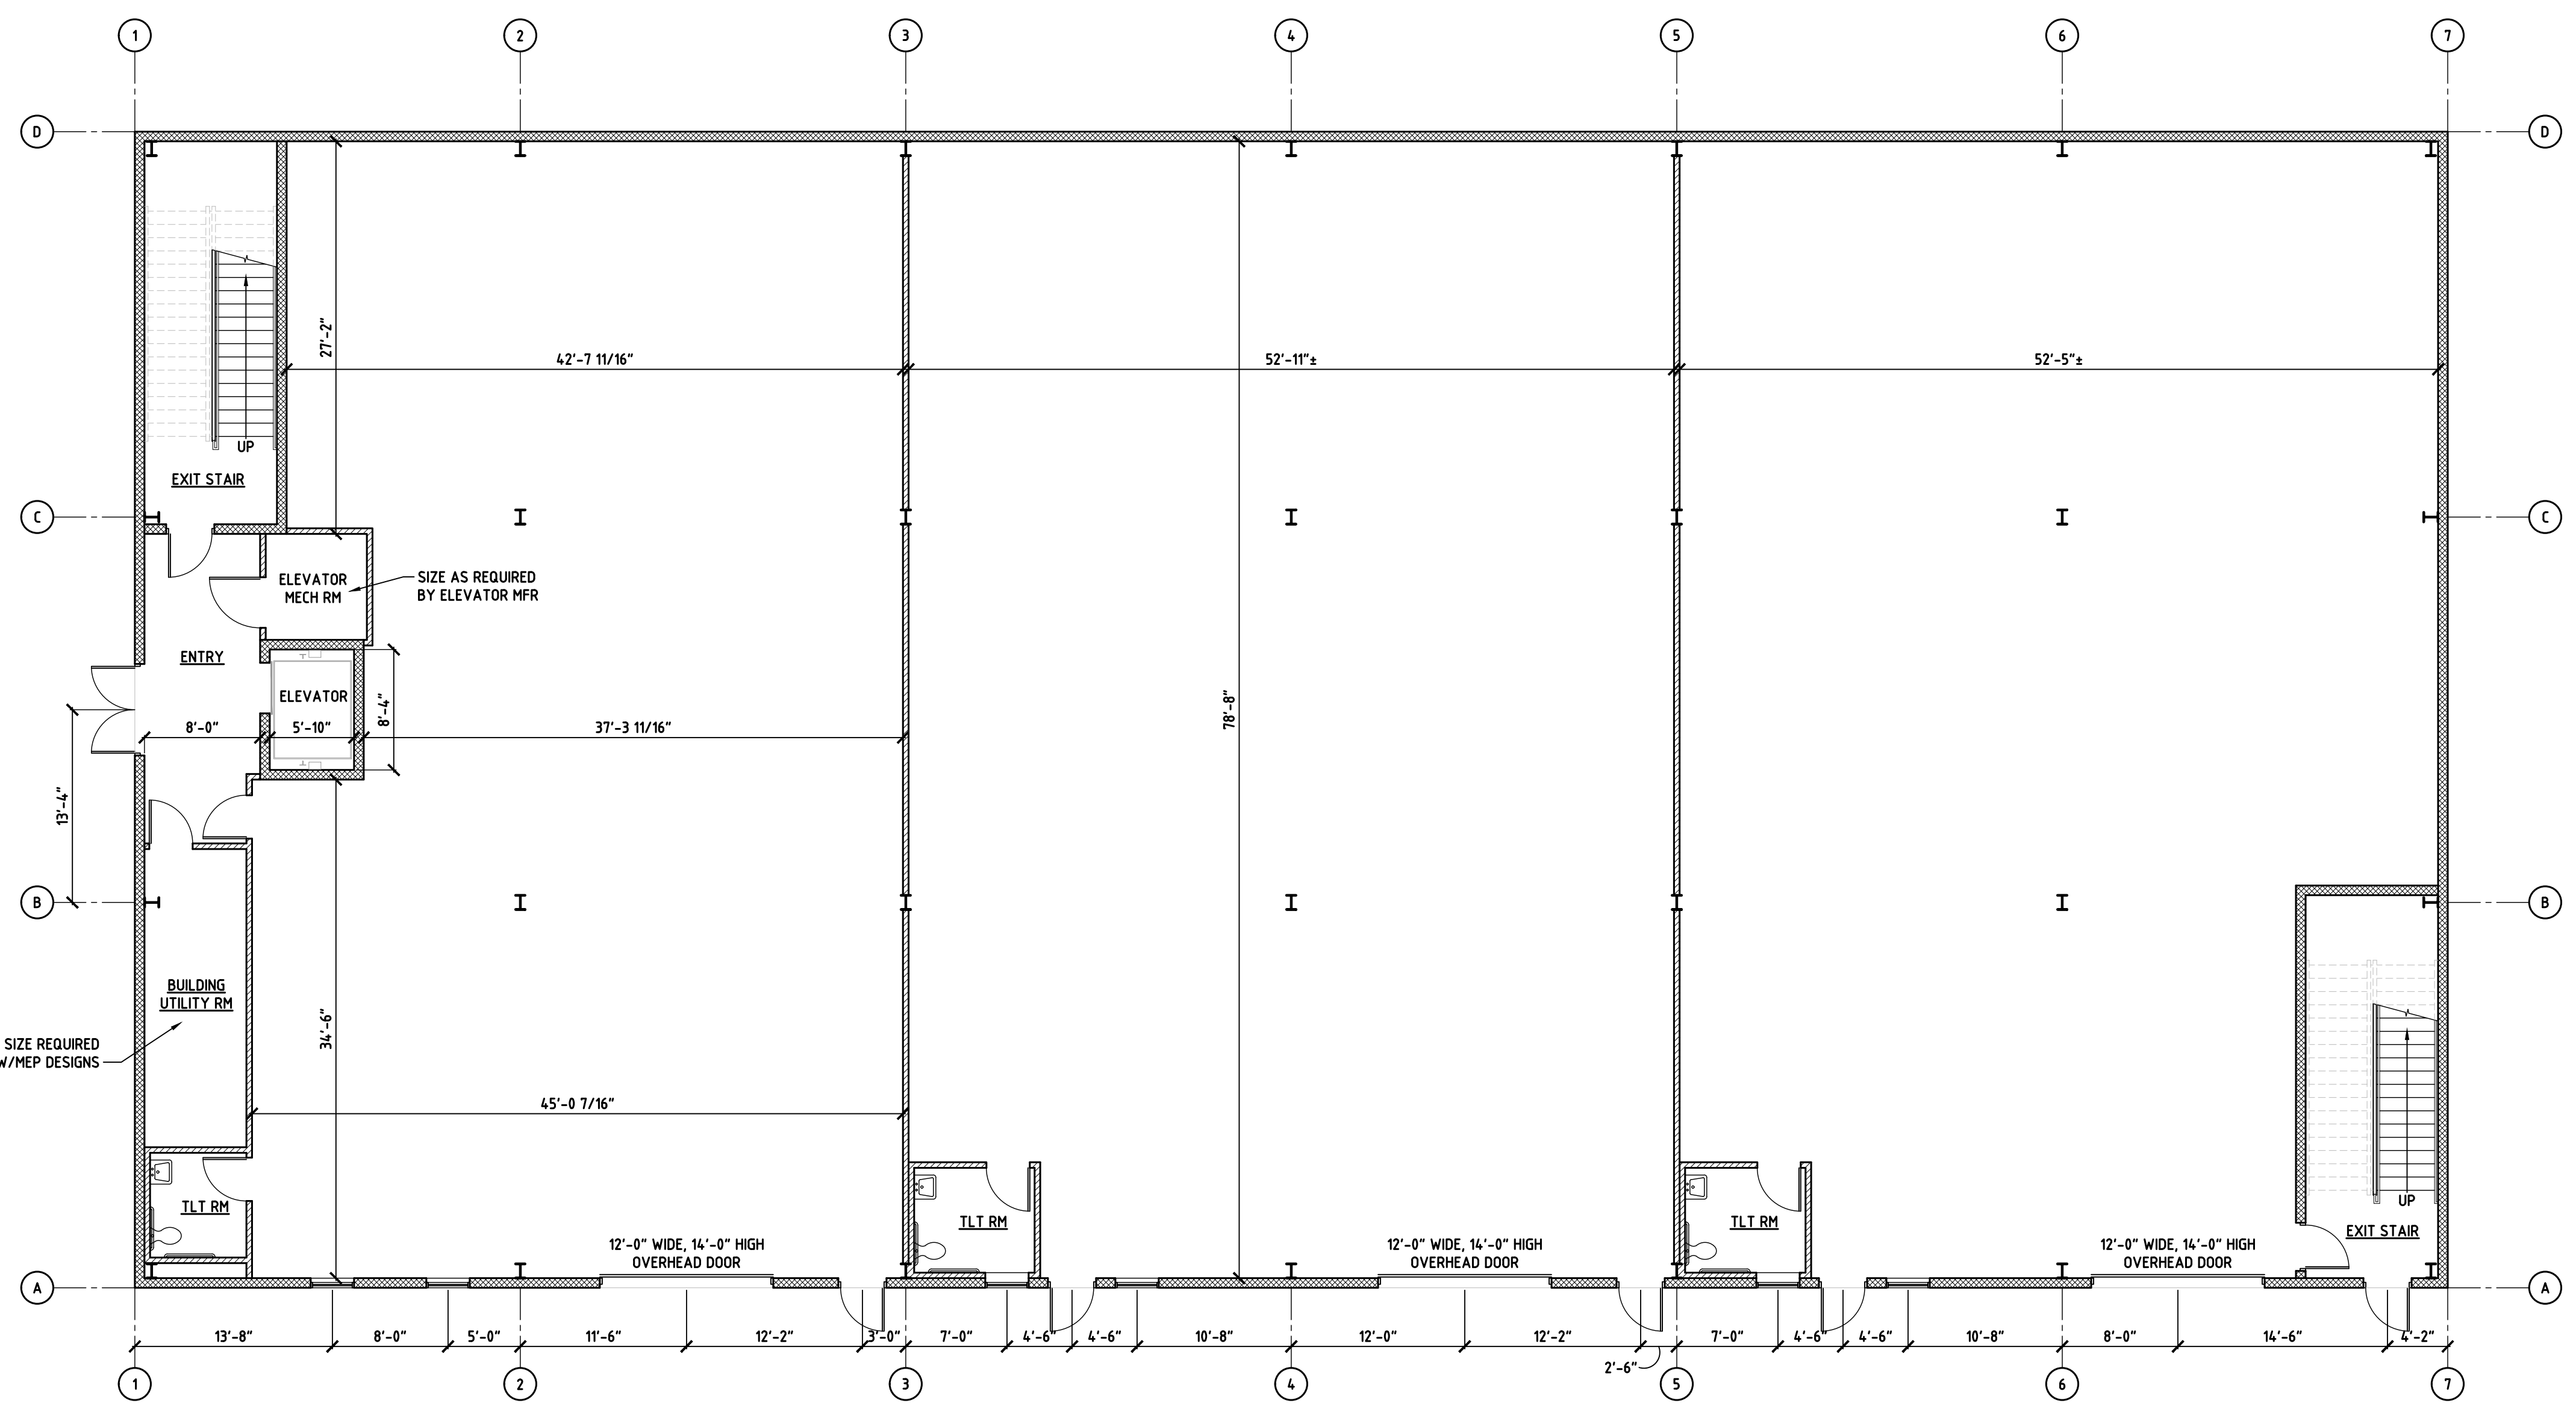 1 2 3 4 5 6 7
D D
27'-2"
42'-7 11/16" 52'-11"± 52'-5"±
UP
EXIT STAIR
C C
ELEVATOR
MECH RM
SIZE AS REQUIRED
BY ELEVATOR MFR
ENTRY
ELEVATOR
8'-4"
78'-8"
8'-0" 5'-10" 37'-3 11/16"
13'-4"
B B
BUILDING
UTILITY RM
SIZE REQUIRED
W/MEP DESIGNS
34'-6"
45'-0 7/16"
TLT RM
TLT RM
TLT RM
UP
EXIT STAIR
12'-0" WIDE, 14'-0" HIGH
OVERHEAD DOOR
12'-0" WIDE, 14'-0" HIGH
OVERHEAD DOOR
12'-0" WIDE, 14'-0" HIGH
OVERHEAD DOOR
A A
13'-8" 8'-0" 5'-0" 11'-6" 12'-2" 3'-0" 7'-0" 4'-6" 4'-6" 10'-8" 12'-0" 12'-2" 7'-0" 4'-6" 4'-6" 10'-8" 8'-0" 14'-6" 4'-2"
2'-6"
1 2 3 4 5 6 7